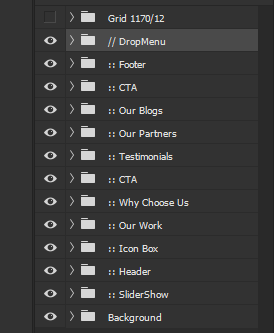 Grid 1170/12
// DropMenu
:: Footer
:: CTA
:: Our Blogs
:: Our Partners
:: Testimonials
:: CTA
:: Why Choose Us
:: Our Work
:: Icon Box
:: Header
:: SliderShow
Background